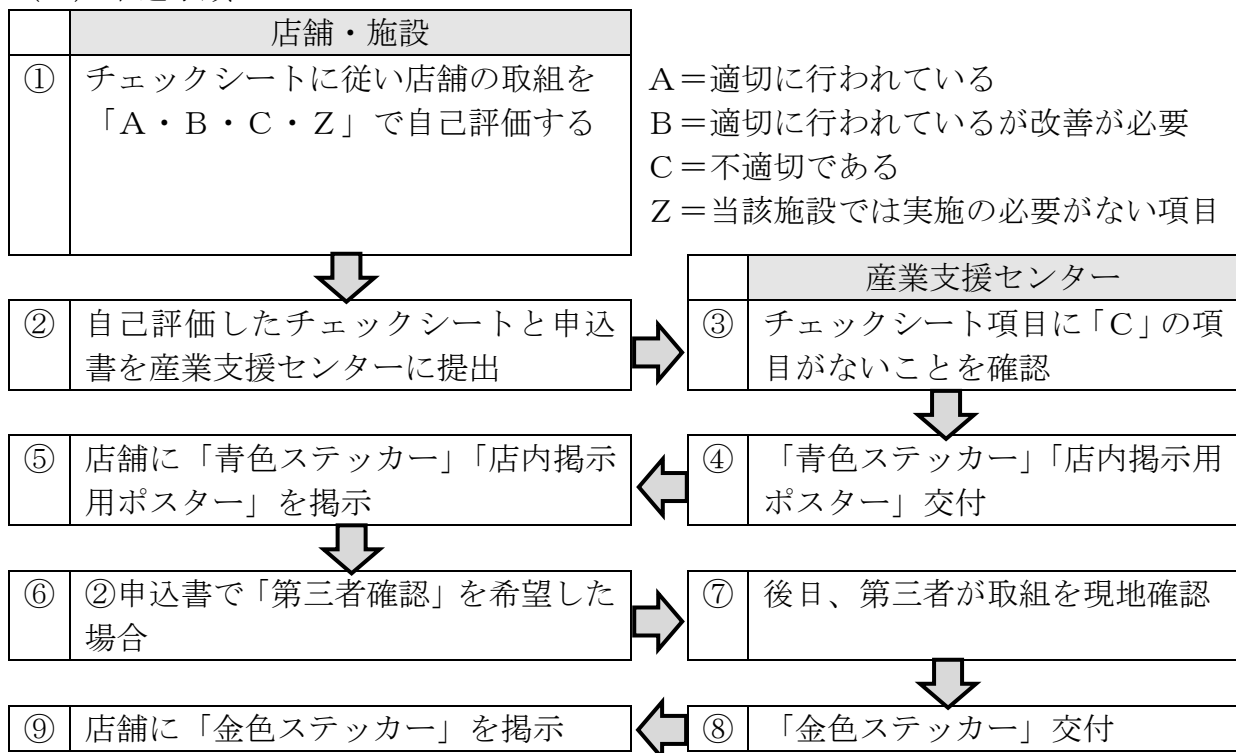 店舗・施設
① チェックシートに従い店舗の取組を
「A・B・C・Z」で自己評価する
A＝適切に行われている
B＝適切に行われているが改善が必要
C＝不適切である
Z＝当該施設では実施の必要がない項目
産業支援センター
② 自己評価したチェックシートと申込
書を産業支援センターに提出
③ チェックシート項目に「C」の項
目がないことを確認
④ 「青色ステッカー」「店内掲示用
ポスター」交付
⑤ 店舗に「青色ステッカー」「店内掲示
用ポスター」を掲示
⑥ ②申込書で「第三者確認」を希望した
場合
⑦ 後日、第三者が取組を現地確認
⑧ 「金色ステッカー」交付
⑨ 店舗に「金色ステッカー」を掲示